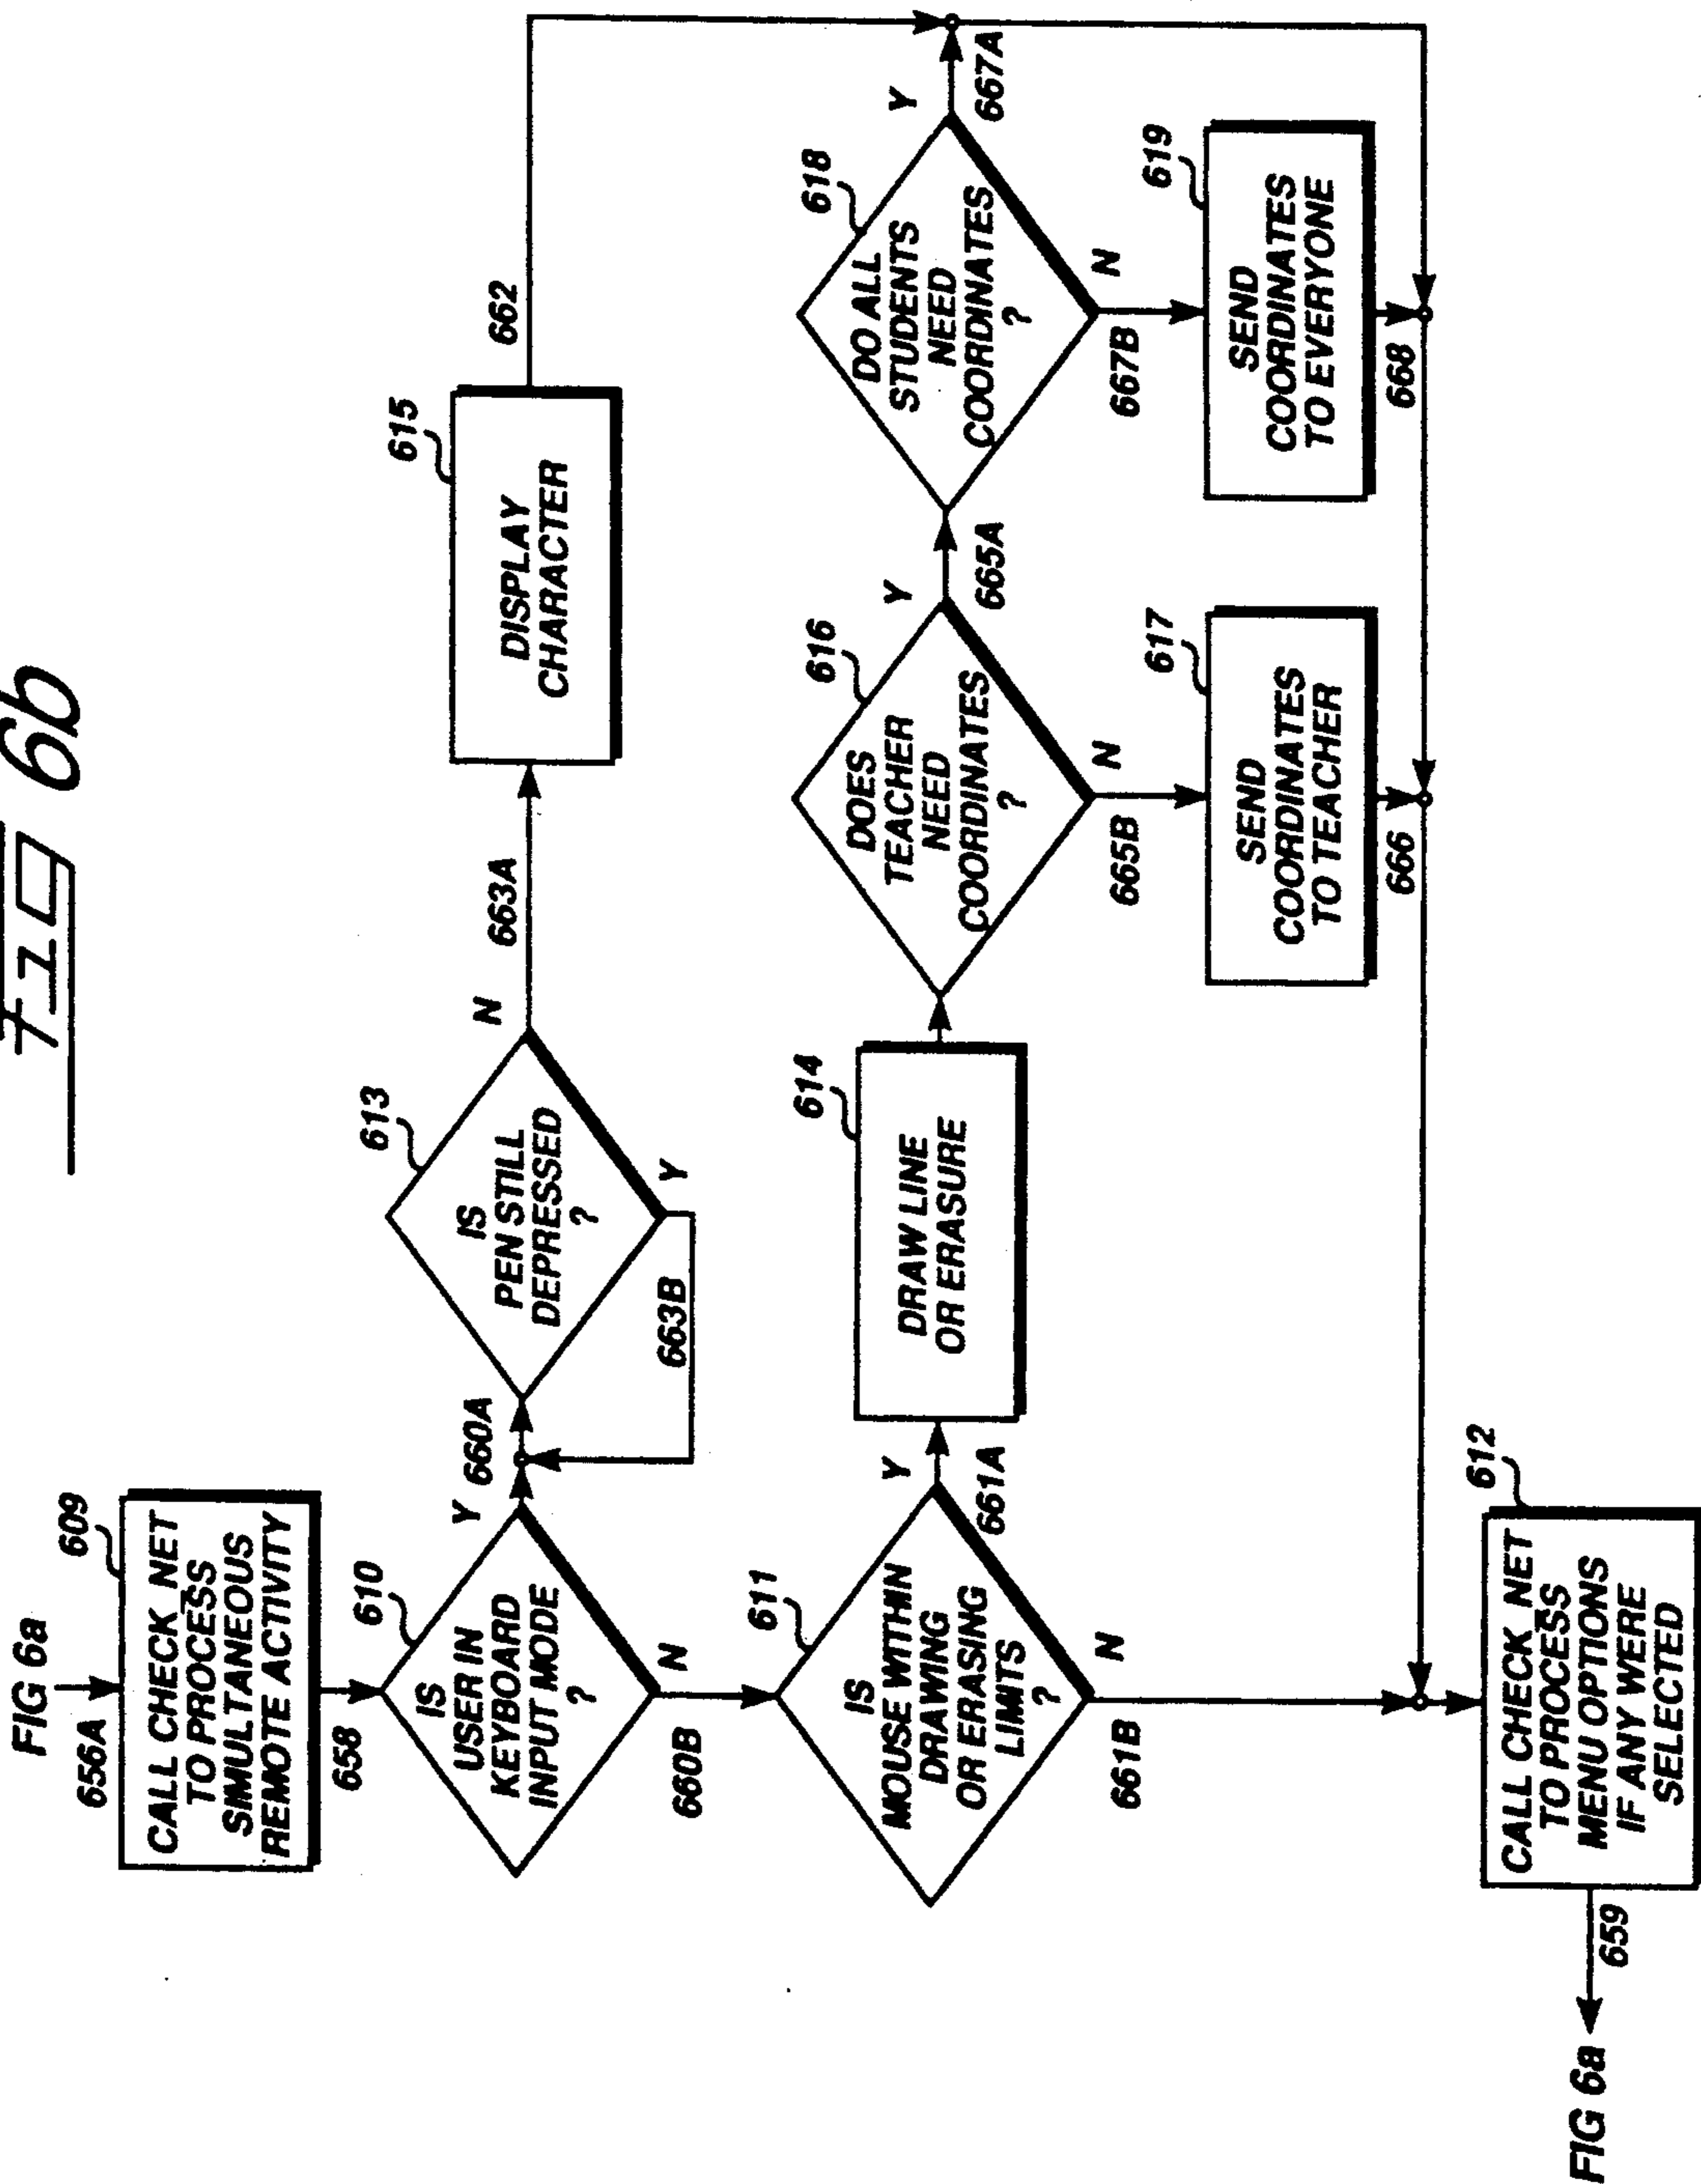 Fig 6b
FIG 6a
656A
609
CALL CHECK_NET
TO PROCESS
SIMULTANEOUS
REMOTE ACTIVITY
658
610
IS
USER IN
KEYBOARD
INPUT MODE
?
Y
660A
N
660B
613
IS
PEN STILL
DEPRESSED
?
N
663A
Y
663B
615
DISPLAY
CHARACTER
662
611
IS
MOUSE WITHIN
DRAWING
OR ERASING
LIMITS
?
Y
661A
N
661B
614
DRAW LINE
OR ERASURE
616
DOES
TEACHER
NEED
COORDINATES
?
Y
665A
N
665B
618
DO ALL
STUDENTS
NEED
COORDINATES
?
Y
667A
N
667B
617
SEND
COORDINATES
TO TEACHER
666
619
SEND
COORDINATES
TO EVERYONE
668
612
CALL CHECK_NET
TO PROCESS
MENU OPTIONS
IF ANY WERE
SELECTED
659
FIG 6a